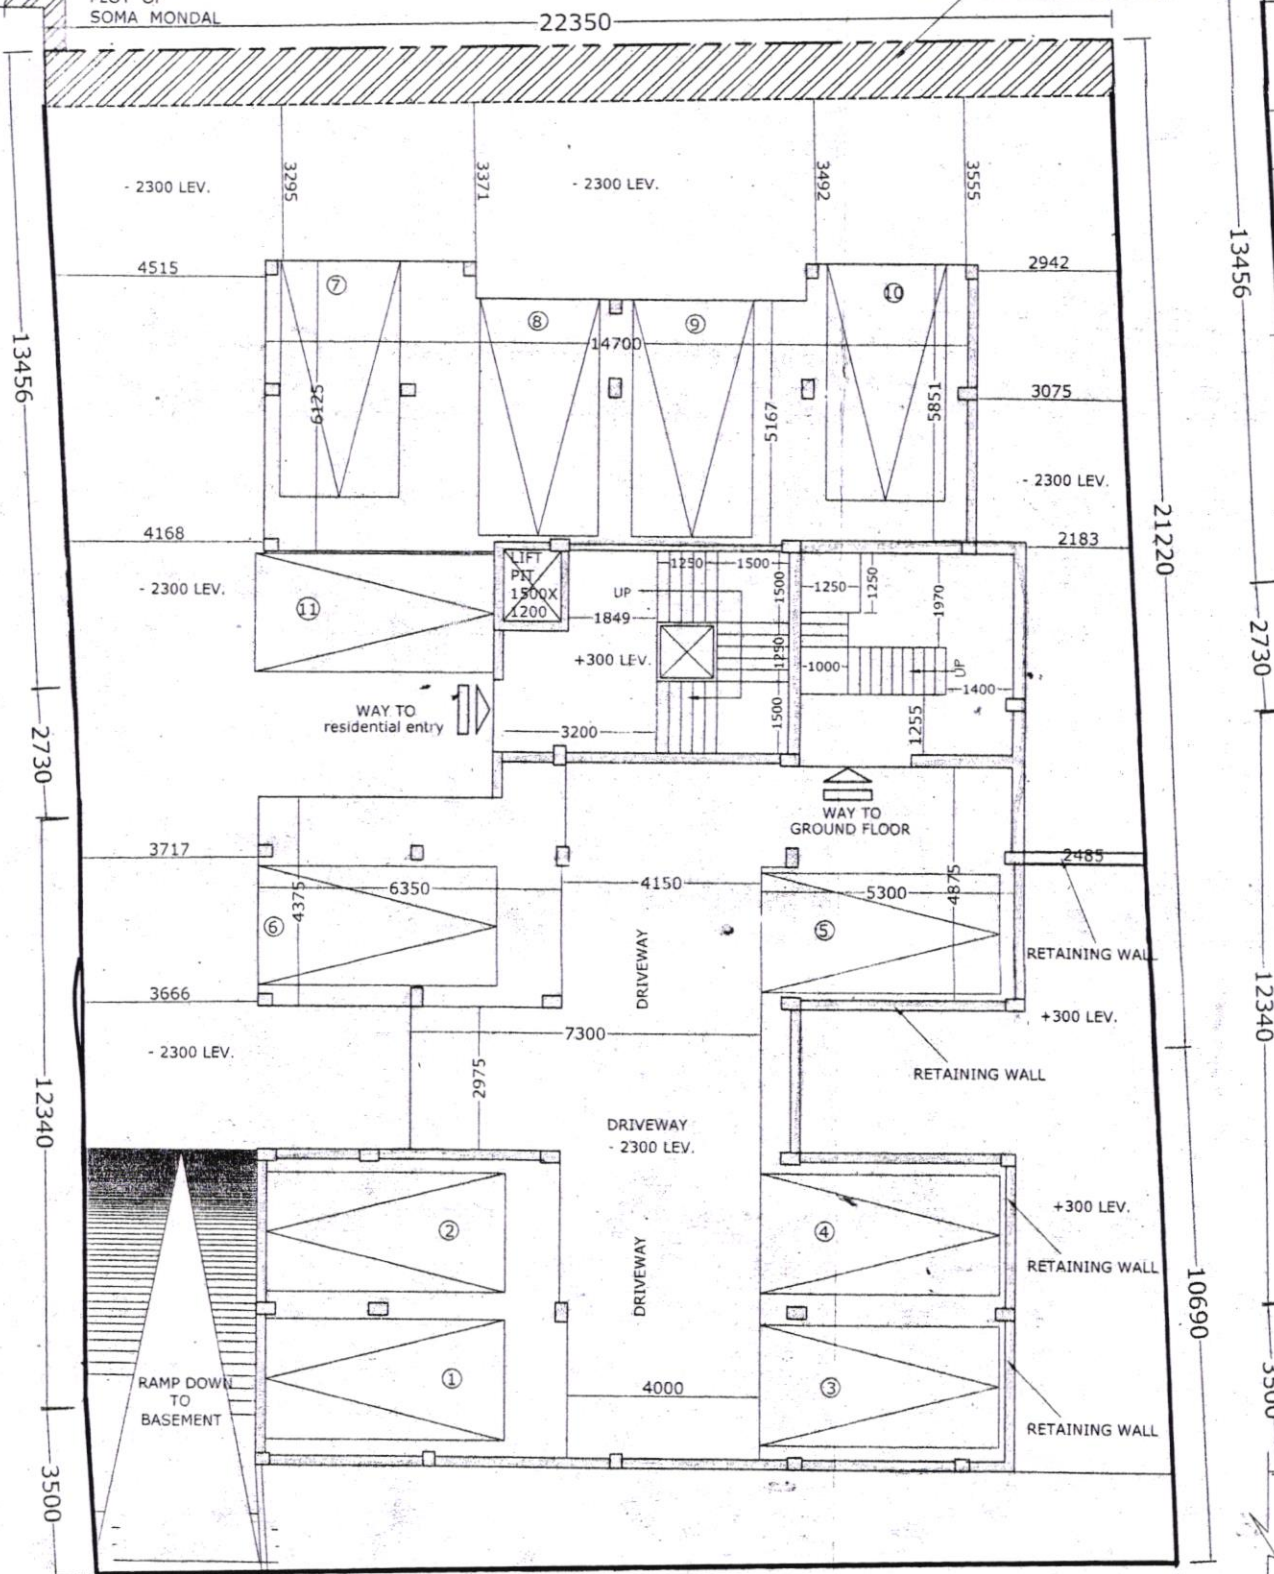 SOMA MONDAL
22350
3295
3371
3492
3555
- 2300 LEV.
- 2300 LEV.
13456
4515
2942
7
8
9
10
14700
13456
6125
5167
5851
3075
- 2300 LEV.
21220
4168
2183
- 2300 LEV.
11
LIFT
PIT
1500X
1200
1250
1500
UP
1849
+300 LEV.
1500
1250
1500
1250
1250
1970
1000
UP
1400
1255
3200
WAY TO
residential entry
2730
2730
WAY TO
GROUND FLOOR
3717
2485
6350
4375
6
4150
5300
4875
5
DRIVEWAY
RETAINING WALL
3666
+300 LEV.
- 2300 LEV.
7300
2975
RETAINING WALL
12340
12340
DRIVEWAY
- 2300 LEV.
2
4
+300 LEV.
RETAINING WALL
DRIVEWAY
10690
RAMP DOWN
TO
BASEMENT
1
4000
3
RETAINING WALL
3500
3500